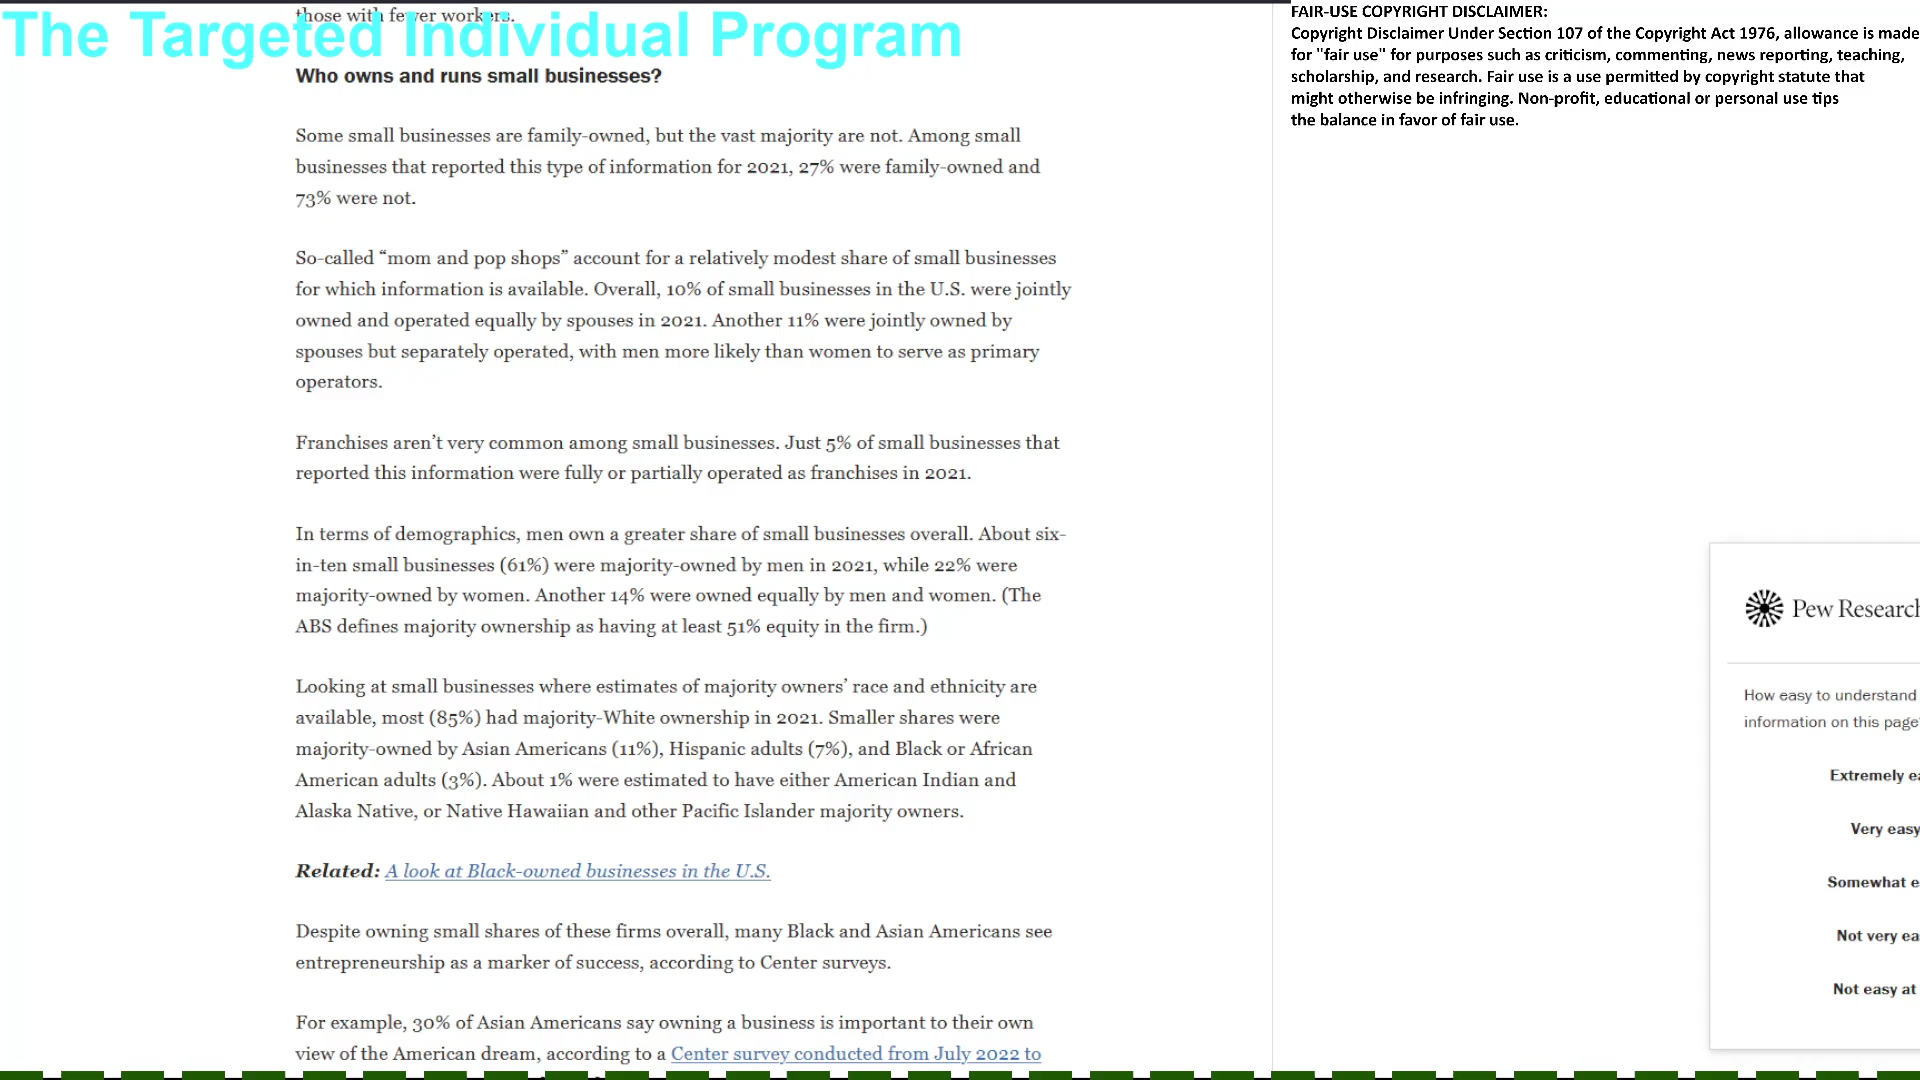 those with fewer workers.
The Targeted Individual Program
Who owns and runs small businesses?
Some small businesses are family-owned, but the vast majority are not. Among small
businesses that reported this type of information for 2021, 27% were family-owned and
73% were not.
So-called “mom and pop shops” account for a relatively modest share of small businesses
for which information is available. Overall, 10% of small businesses in the U.S. were jointly
owned and operated equally by spouses in 2021. Another 11% were jointly owned by
spouses but separately operated, with men more likely than women to serve as primary
operators.
Franchises aren’t very common among small businesses. Just 5% of small businesses that
reported this information were fully or partially operated as franchises in 2021.
In terms of demographics, men own a greater share of small businesses overall. About six-
in-ten small businesses (61%) were majority-owned by men in 2021, while 22% were
majority-owned by women. Another 14% were owned equally by men and women. (The
ABS defines majority ownership as having at least 51% equity in the firm.)
Looking at small businesses where estimates of majority owners’ race and ethnicity are
available, most (85%) had majority-White ownership in 2021. Smaller shares were
majority-owned by Asian Americans (11%), Hispanic adults (7%), and Black or African
American adults (3%). About 1% were estimated to have either American Indian and
Alaska Native, or Native Hawaiian and other Pacific Islander majority owners.
Related: A look at Black-owned businesses in the U.S.
Despite owning small shares of these firms overall, many Black and Asian Americans see
entrepreneurship as a marker of success, according to Center surveys.
For example, 30% of Asian Americans say owning a business is important to their own
view of the American dream, according to a Center survey conducted from July 2022 to
FAIR-USE COPYRIGHT DISCLAIMER:
Copyright Disclaimer Under Section 107 of the Copyright Act 1976, allowance is made
for "fair use" for purposes such as criticism, commenting, news reporting, teaching,
scholarship, and research. Fair use is a use permitted by copyright statute that
might otherwise be infringing. Non-profit, educational or personal use tips
the balance in favor of fair use.
Pew Research
How easy to understand
information on this page
Extremely ea
Very easy
Somewhat e
Not very ea
Not easy at